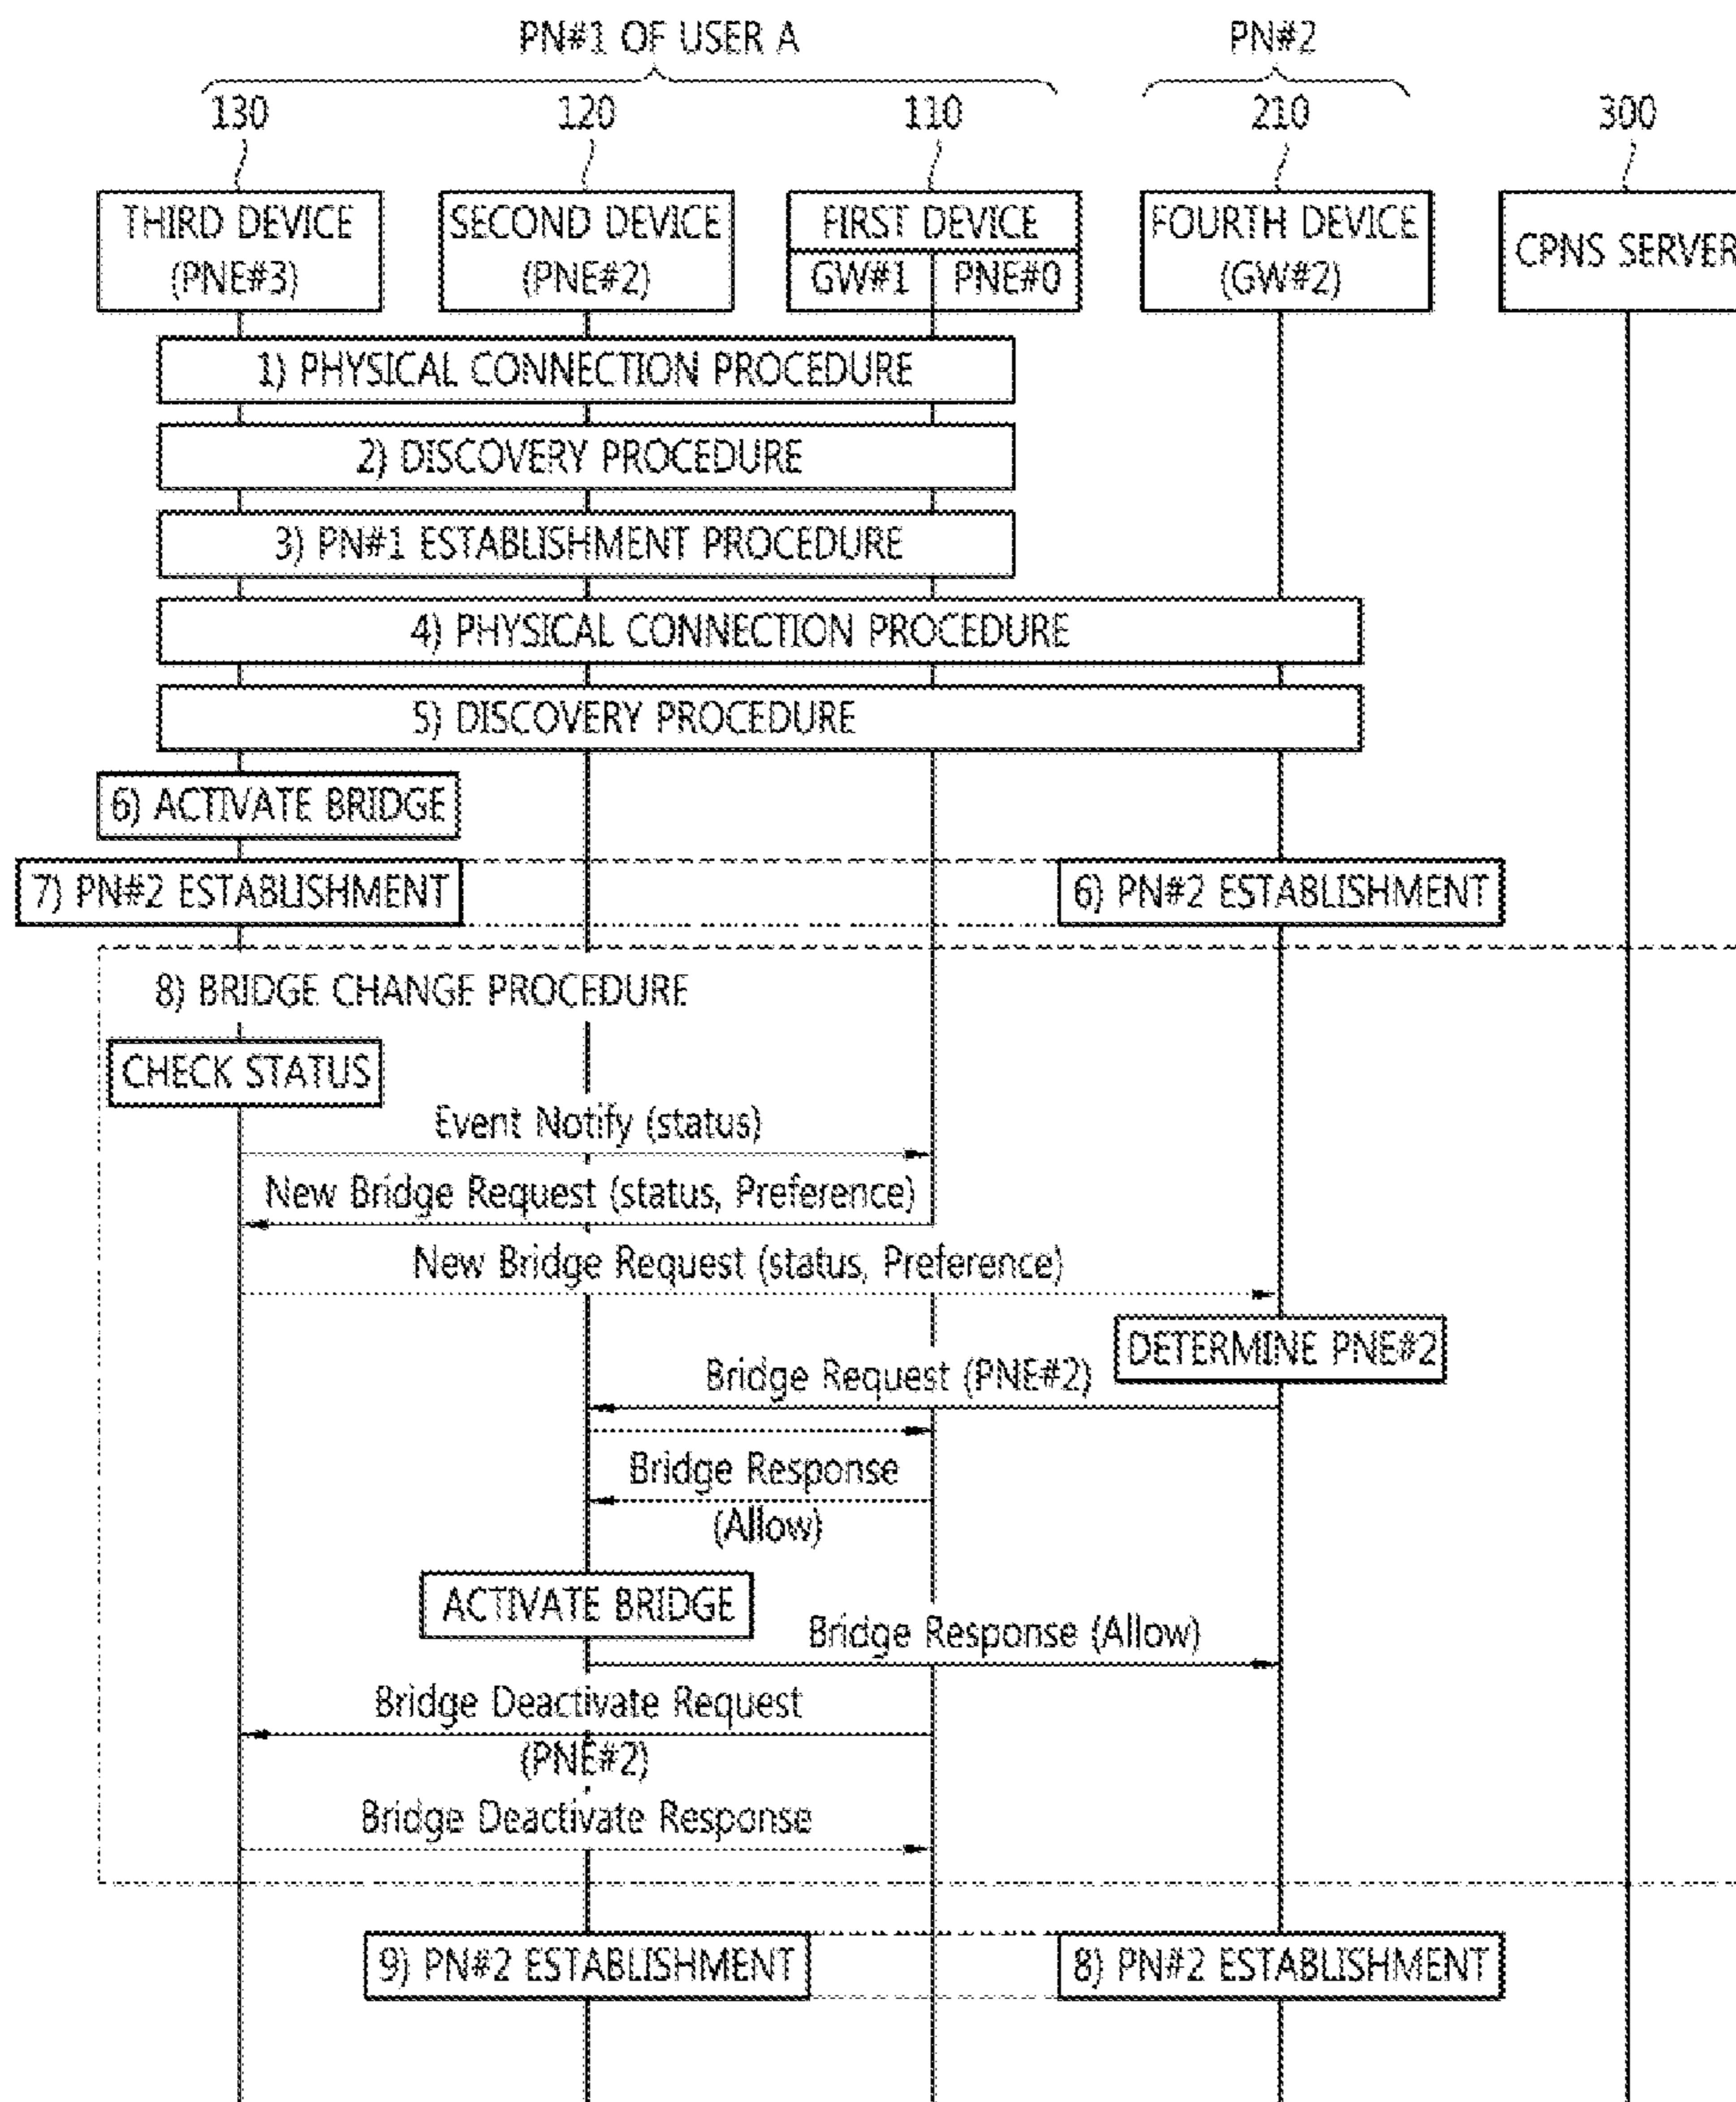 PN#1 OF USER A
PN#2
130
120
110
210
300
THIRD DEVICE
(PNE#3)
SECOND DEVICE
(PNE#2)
FIRST DEVICE
GW#1
PNE#0
FOURTH DEVICE
(GW#2)
CPNS SERVER
1) PHYSICAL CONNECTION PROCEDURE
2) DISCOVERY PROCEDURE
3) PN#1 ESTABLISHMENT PROCEDURE
4) PHYSICAL CONNECTION PROCEDURE
5) DISCOVERY PROCEDURE
6) ACTIVATE BRIDGE
7) PN#2 ESTABLISHMENT
6) PN#2 ESTABLISHMENT
8) BRIDGE CHANGE PROCEDURE
CHECK STATUS
Event Notify (status)
New Bridge Request (status, Preference)
New Bridge Request (status, Preference)
DETERMINE PNE#2
Bridge Request (PNE#2)
Bridge Response
(Allow)
ACTIVATE BRIDGE
Bridge Response (Allow)
Bridge Deactivate Request
(PNE#2)
Bridge Deactivate Response
9) PN#2 ESTABLISHMENT
8) PN#2 ESTABLISHMENT